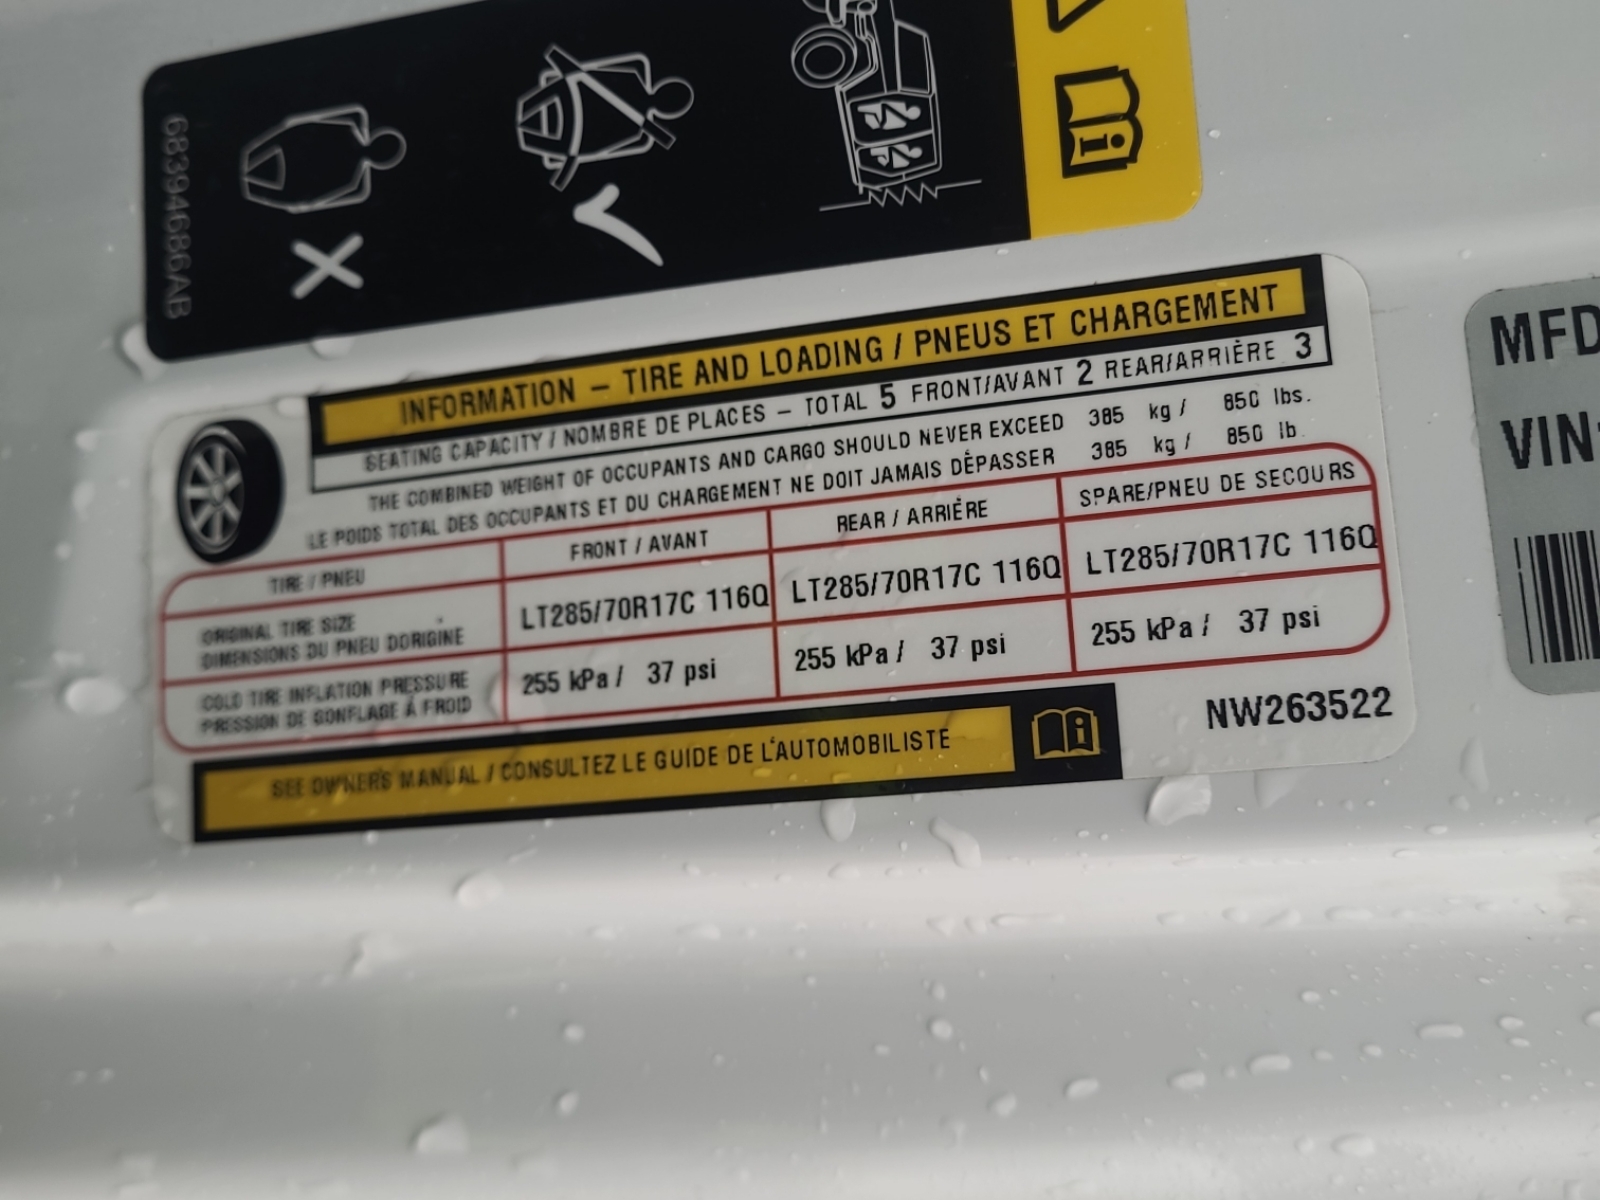 68394686AB
INFORMATION – TIRE AND LOADING / PNEUS ET CHARGEMENT
SEATING CAPACITY / NOMBRE DE PLACES – TOTAL 5 FRONT/AVANT 2 REAR/ARRIÈRE 3
THE COMBINED WEIGHT OF OCCUPANTS AND CARGO SHOULD NEVER EXCEED 385 kg / 850 lbs.
LE POIDS TOTAL DES OCCUPANTS ET DU CHARGEMENT NE DOIT JAMAIS DÉPASSER 385 kg / 850 lb.
TIRE / PNEU FRONT / AVANT REAR / ARRIÈRE SPARE/PNEU DE SECOURS
ORIGINAL TIRE SIZE
DIMENSIONS DU PNEU DORIGINE
LT285/70R17C 116Q LT285/70R17C 116Q LT285/70R17C 116Q
COLD TIRE INFLATION PRESSURE
PRESSION DE GONFLAGE À FROID
255 kPa / 37 psi 255 kPa / 37 psi 255 kPa / 37 psi
SEE OWNERS MANUAL / CONSULTEZ LE GUIDE DE L'AUTOMOBILISTE
NW263522
MFD
VIN: